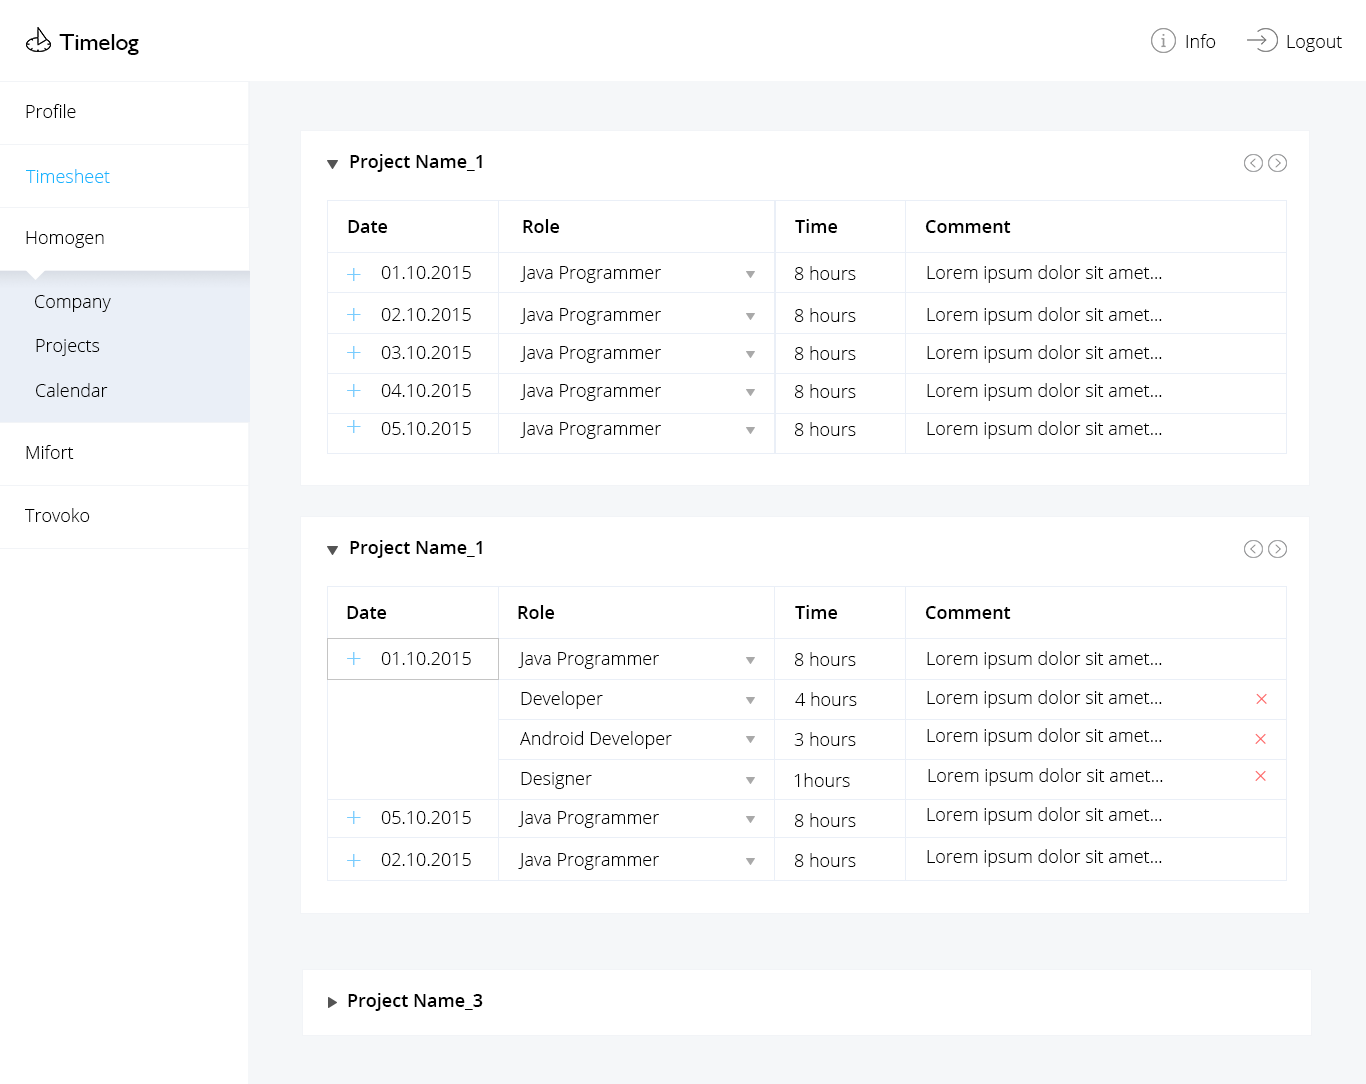 Timelog
Info
Logout
Profile
Timesheet
Homogen
Company
Projects
Calendar
Mifort
Trovoko
Project Name_1
Date Role Time Comment
01.10.2015 Java Programmer 8 hours Lorem ipsum dolor sit amet...
02.10.2015 Java Programmer 8 hours Lorem ipsum dolor sit amet...
03.10.2015 Java Programmer 8 hours Lorem ipsum dolor sit amet...
04.10.2015 Java Programmer 8 hours Lorem ipsum dolor sit amet...
05.10.2015 Java Programmer 8 hours Lorem ipsum dolor sit amet...
Project Name_1
Date Role Time Comment
01.10.2015 Java Programmer 8 hours Lorem ipsum dolor sit amet...
Developer 4 hours Lorem ipsum dolor sit amet...
Android Developer 3 hours Lorem ipsum dolor sit amet...
Designer 1hours Lorem ipsum dolor sit amet...
05.10.2015 Java Programmer 8 hours Lorem ipsum dolor sit amet...
02.10.2015 Java Programmer 8 hours Lorem ipsum dolor sit amet...
Project Name_3